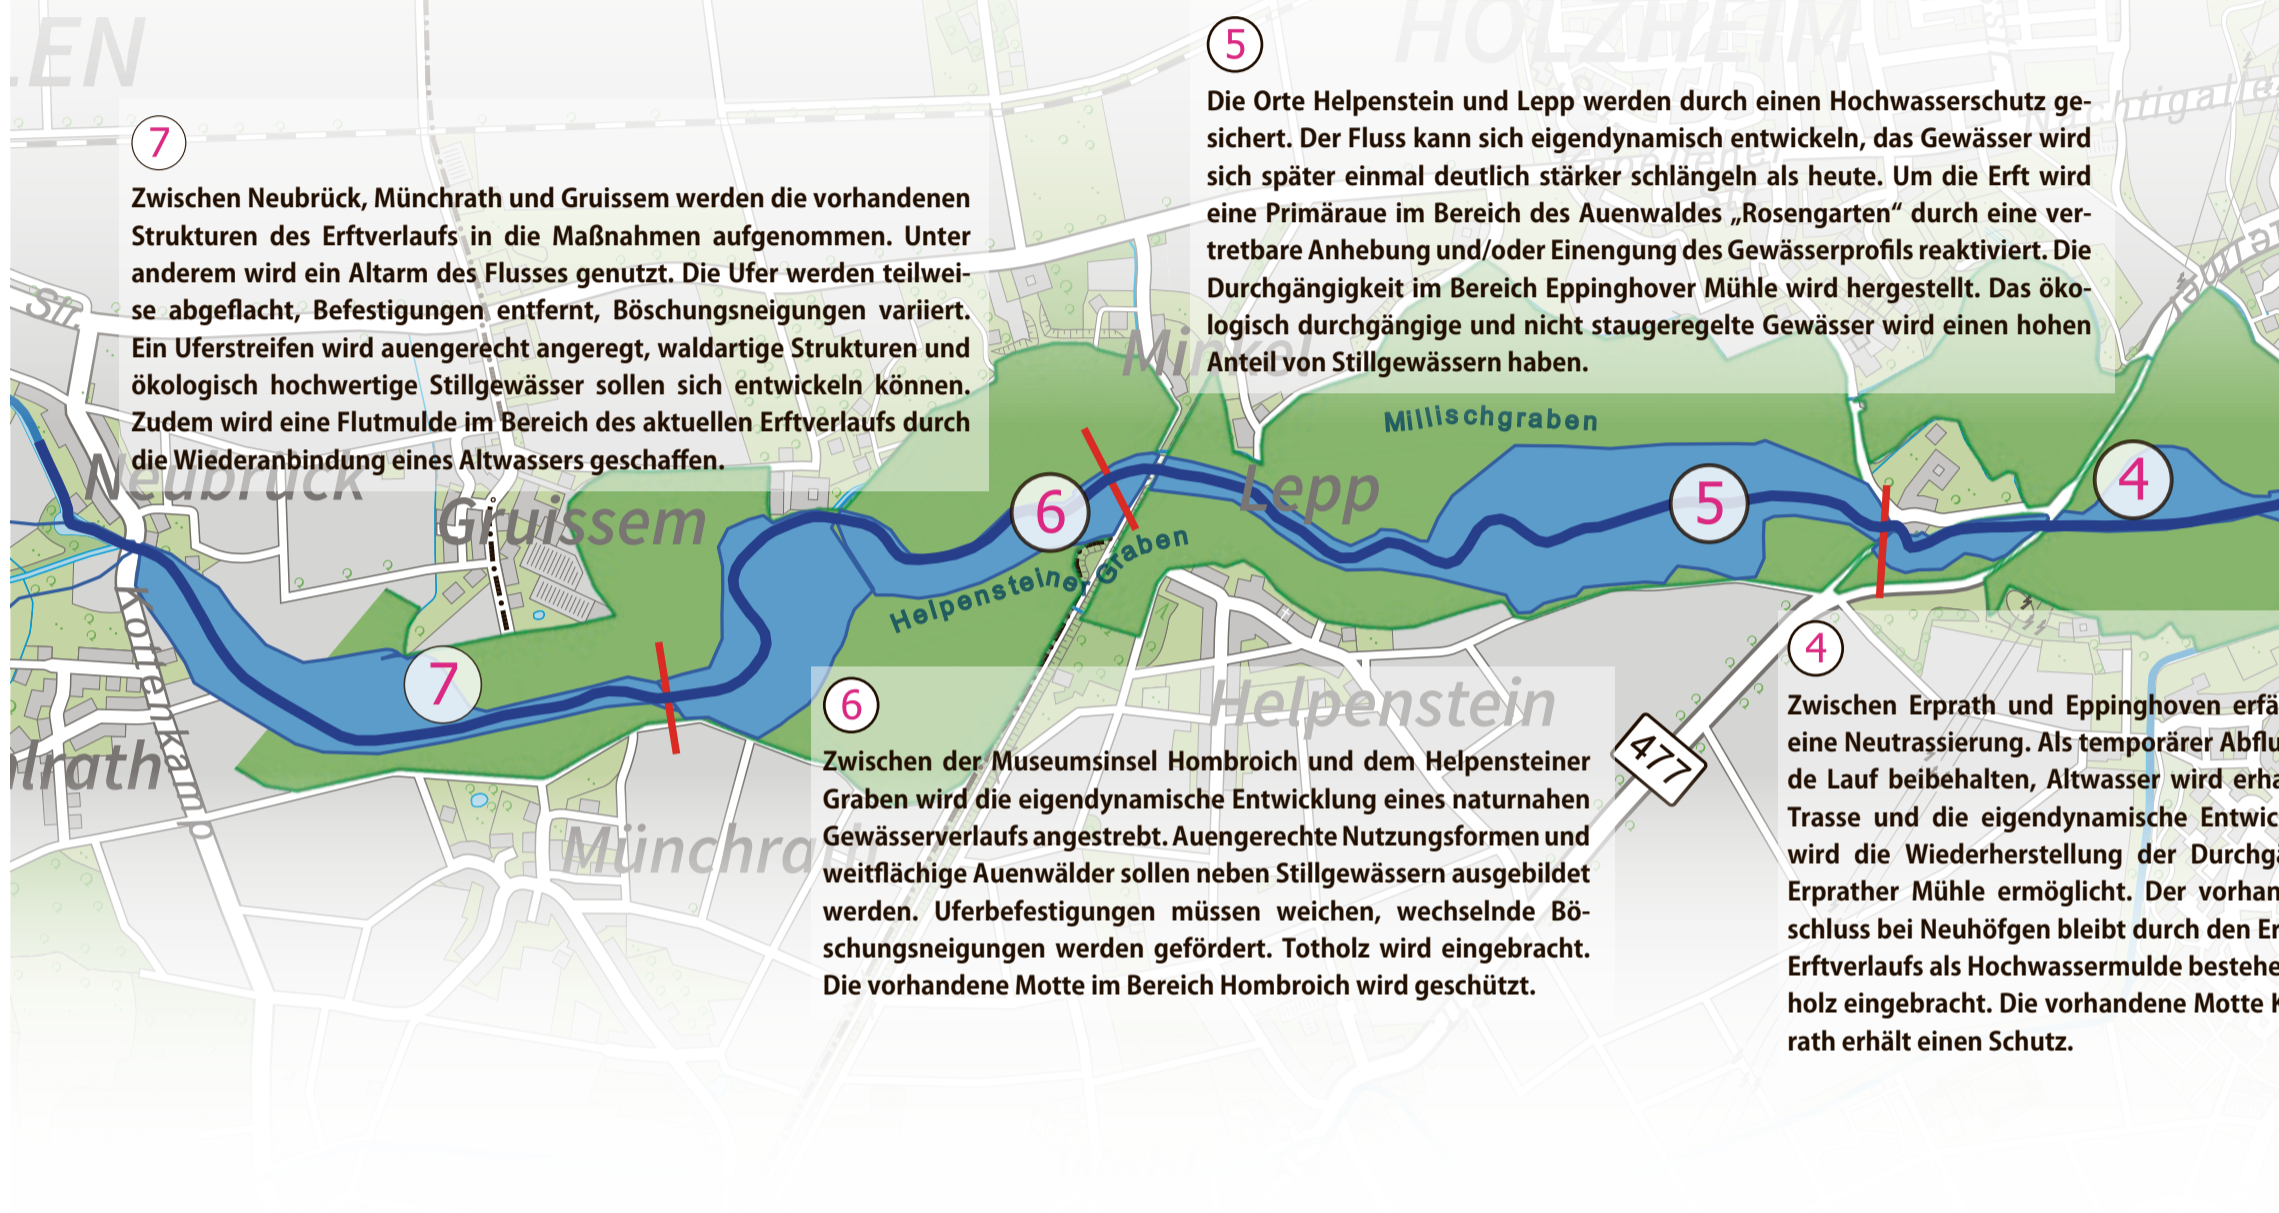 LEN
HOLZHEIM
Kapellener
Str.
Str.
7
Zwischen Neubrück, Münchrath und Gruissem werden die vorhandenen
Strukturen des Erftverlaufs in die Maßnahmen aufgenommen. Unter
anderem wird ein Altarm des Flusses genutzt. Die Ufer werden teilwei-
se abgeflacht, Befestigungen entfernt, Böschungsneigungen variiert.
Ein Uferstreifen wird auengerecht angeregt, waldartige Strukturen und
ökologisch hochwertige Stillgewässer sollen sich entwickeln können.
Zudem wird eine Flutmulde im Bereich des aktuellen Erftverlaufs durch
die Wiederanbindung eines Altwassers geschaffen.
5
Die Orte Helpenstein und Lepp werden durch einen Hochwasserschutz ge-
sichert. Der Fluss kann sich eigendynamisch entwickeln, das Gewässer wird
sich später einmal deutlich stärker schlängeln als heute. Um die Erft wird
eine Primäraue im Bereich des Auenwaldes „Rosengarten“ durch eine ver-
tretbare Anhebung und/oder Einengung des Gewässerprofils reaktiviert. Die
Durchgängigkeit im Bereich Eppinghover Mühle wird hergestellt. Das öko-
logisch durchgängige und nicht staugeregelte Gewässer wird einen hohen
Anteil von Stillgewässern haben.
Minkel
Millischgraben
Neubrück
Gruissem
Lepp
6
5
4
Helpensteiner Graben
Kottenkamp
7
Helpenstein
477
lrath
Münchrath
6
Zwischen der Museumsinsel Hombroich und dem Helpensteiner
Graben wird die eigendynamische Entwicklung eines naturnahen
Gewässerverlaufs angestrebt. Auengerechte Nutzungsformen und
weitflächige Auenwälder sollen neben Stillgewässern ausgebildet
werden. Uferbefestigungen müssen weichen, wechselnde Bö-
schungsneigungen werden gefördert. Totholz wird eingebracht.
Die vorhandene Motte im Bereich Hombroich wird geschützt.
4
Zwischen Erprath und Eppinghoven erfä
eine Neutrassierung. Als temporärer Abflu
de Lauf beibehalten, Altwasser wird erha
Trasse und die eigendynamische Entwic
wird die Wiederherstellung der Durchgä
Erprather Mühle ermöglicht. Der vorhan
schluss bei Neuhöfgen bleibt durch den Er
Erftverlaufs als Hochwassermulde bestehe
holz eingebracht. Die vorhandene Motte K
rath erhält einen Schutz.